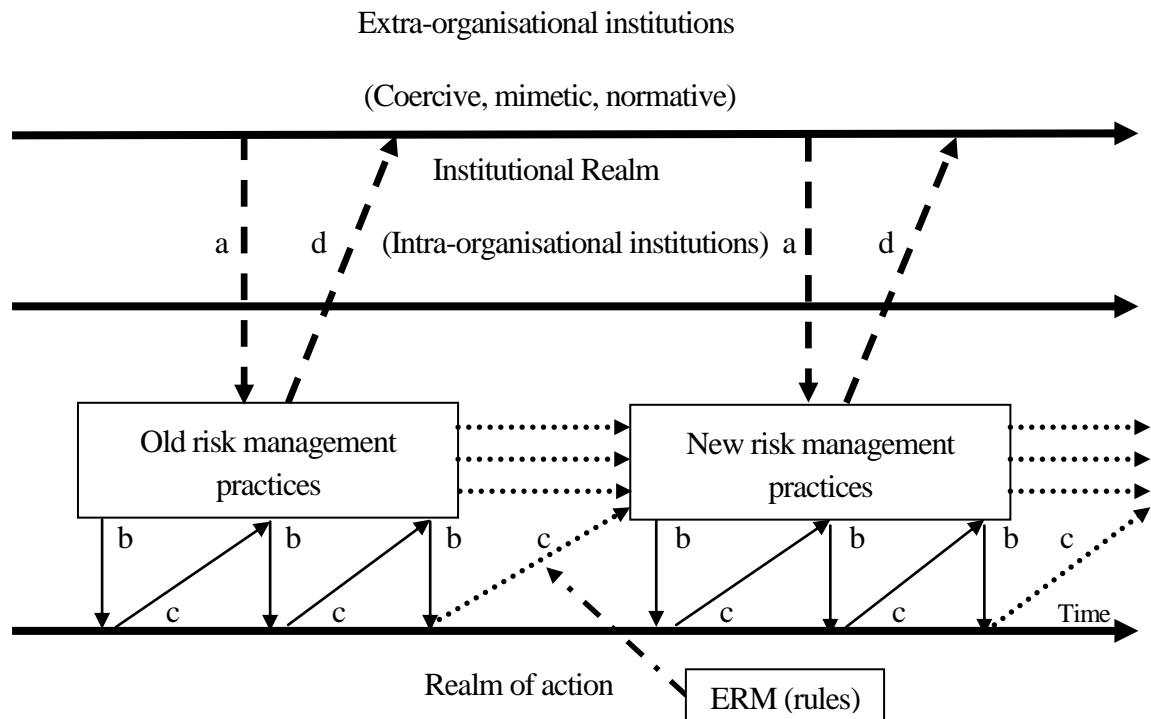 Extra-organisational institutions
(Coercive, mimetic, normative)
Institutional Realm
a
d
(Intra-organisational institutions)
a
d
Old risk management
practices
New risk management
practices
b
b
b
c
b
b
b
c
c
c
c
c
Time
Realm of action
ERM (rules)